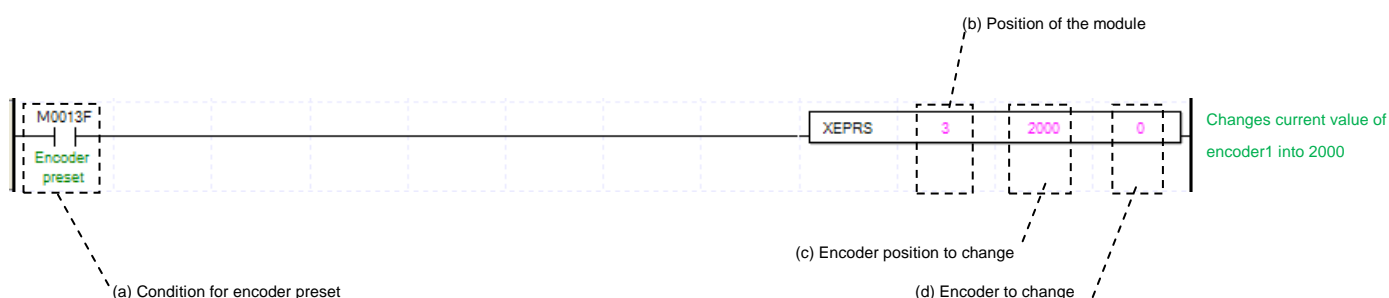 (b) Position of the module
M0013F
XEPRS 3 2000 0
Changes current value of
encoder1 into 2000
Encoder
preset
(c) Encoder position to change
(a) Condition for encoder preset
(d) Encoder to change